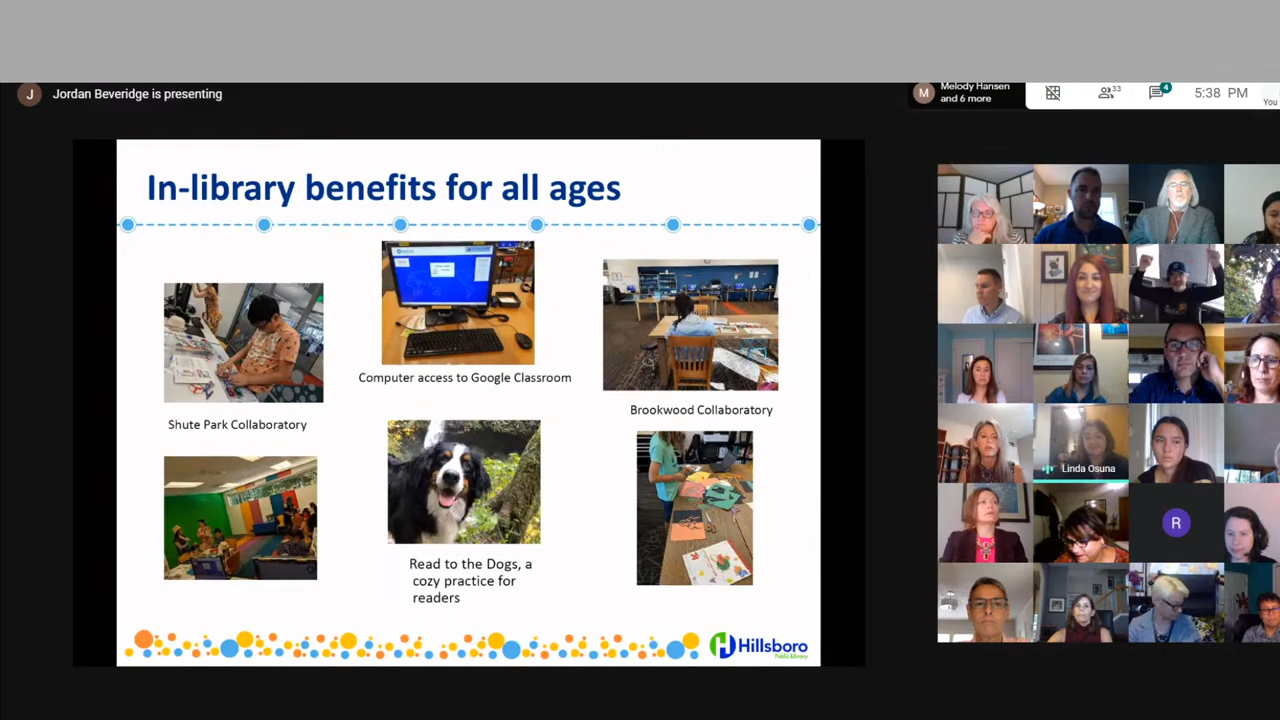 J
Jordan Beveridge is presenting
M
Melody Hansen
and 6 more
33
4
5:38 PM
You
In-library benefits for all ages
Computer access to Google Classroom
Brookwood Collaboratory
Shute Park Collaboratory
Linda Osuna
R
Read to the Dogs, a
cozy practice for
readers
H
Hillsboro
Public Library